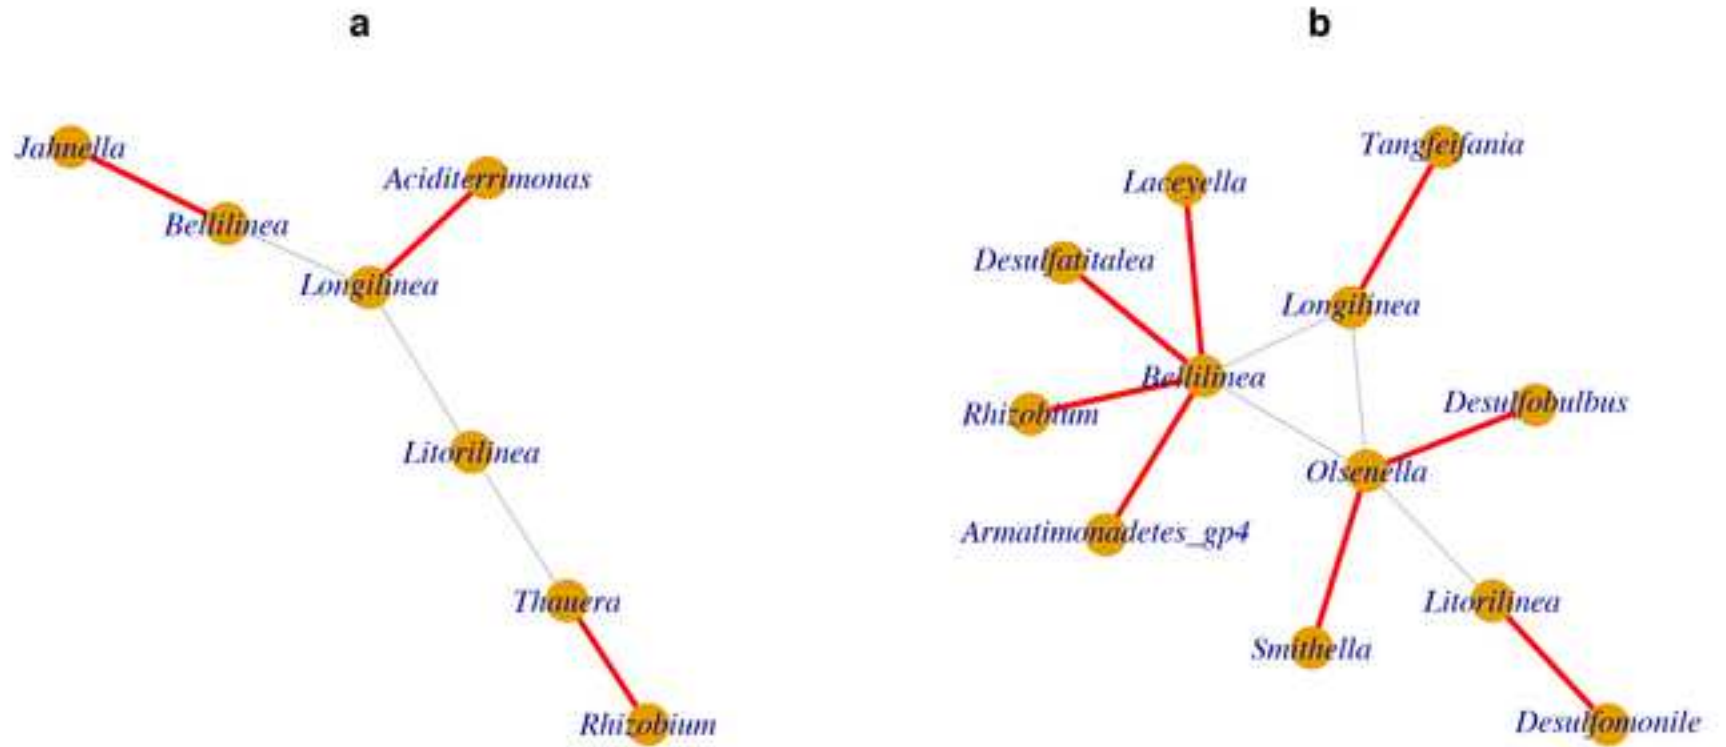 a
Jahnella
Aciditerrimonas
Bellilinea
Longilinea
Litorilinea
Thauera
Rhizobium
b
Tangfeifania
Laceyella
Desulfatitalea
Longilinea
Bellilinea
Desulfobulbus
Rhizobium
Olsenella
Armatimonadetes_gp4
Litorilinea
Smithella
Desulfomonile